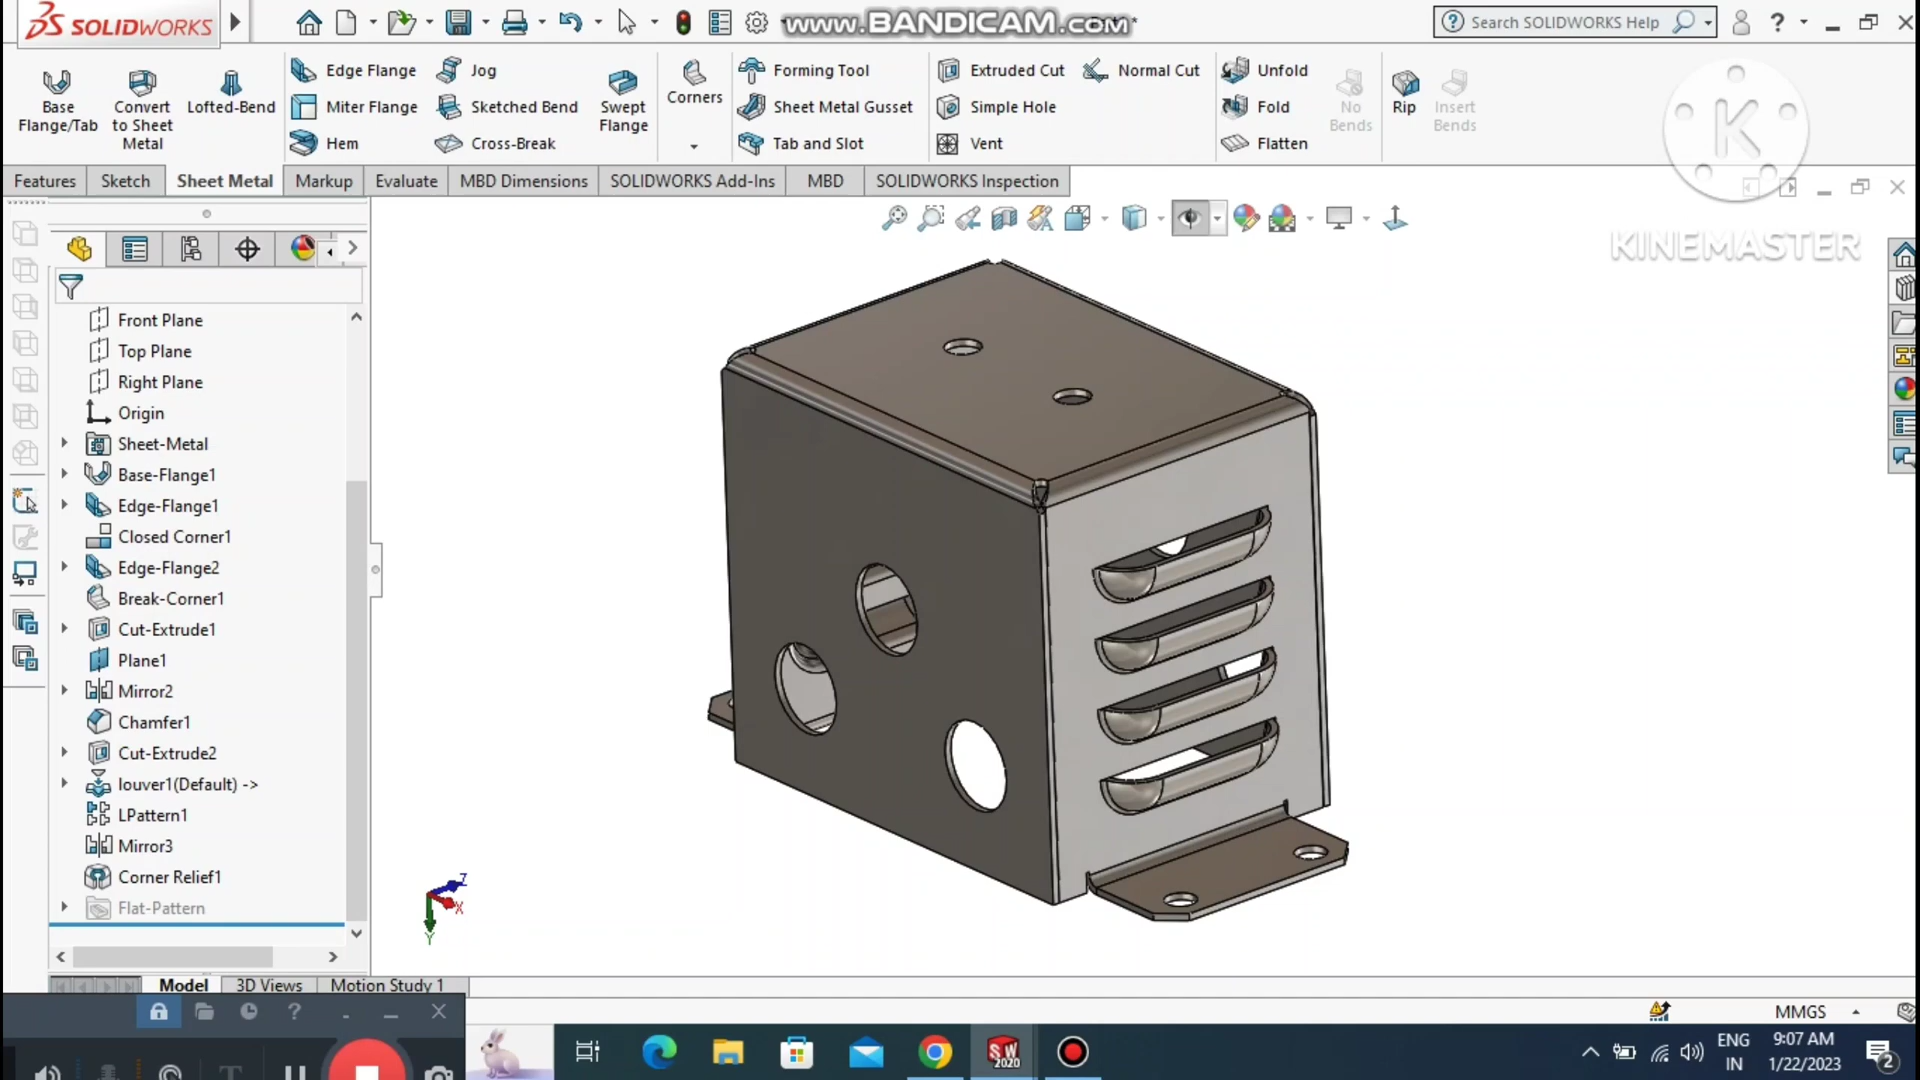 SOLIDWORKS
www.BANDICAM.com
*
Search SOLIDWORKS Help
?
Base Flange/Tab
Convert to Sheet Metal
Lofted-Bend
Edge Flange
Miter Flange
Hem
Jog
Sketched Bend
Cross-Break
Swept Flange
Corners
Forming Tool
Sheet Metal Gusset
Tab and Slot
Extruded Cut
Simple Hole
Vent
Normal Cut
Unfold
Fold
Flatten
No Bends
Rip
Insert Bends
K
KINEMASTER
Features
Sketch
Sheet Metal
Markup
Evaluate
MBD Dimensions
SOLIDWORKS Add-Ins
MBD
SOLIDWORKS Inspection
Front Plane
Top Plane
Right Plane
Origin
Sheet-Metal
Base-Flange1
Edge-Flange1
Closed Corner1
Edge-Flange2
Break-Corner1
Cut-Extrude1
Plane1
Mirror2
Chamfer1
Cut-Extrude2
louver1(Default) ->
LPattern1
Mirror3
Corner Relief1
Flat-Pattern
Z
X
Y
Model
3D Views
Motion Study 1
MMGS
?
T
SW
2020
ENG
IN
9:07 AM
1/22/2023
2